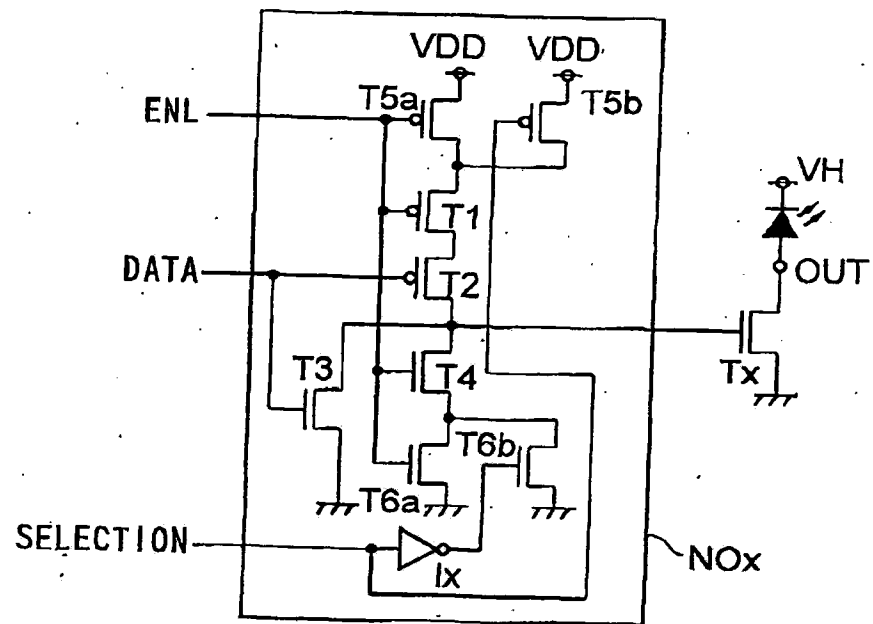 VDD VDD
T5a T5b
ENL
VH
T1
DATA T2 OUT
T3 T4 Tx
T6b
T6a
SELECTION
Ix NOx